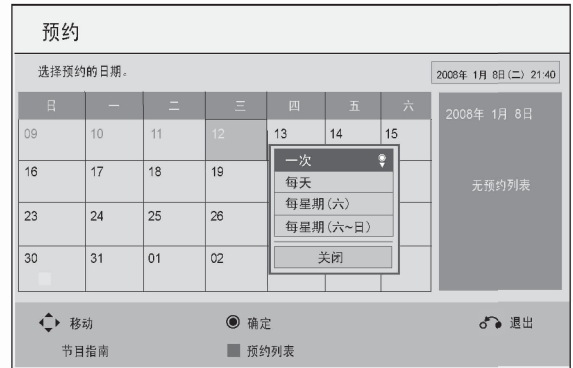 预约
选择预约的日期。
2008年 1月 8日(二) 21:40
日 一 二 三 四 五 六
2008年 1月 8日
09 10 11 12 13 14 15
一次
16 17 18 19
每天
无预约列表
每星期(六)
23 24 25 26
每星期(六~日)
30 31 01 02
关闭
移动 确定 退出
节目指南 预约列表